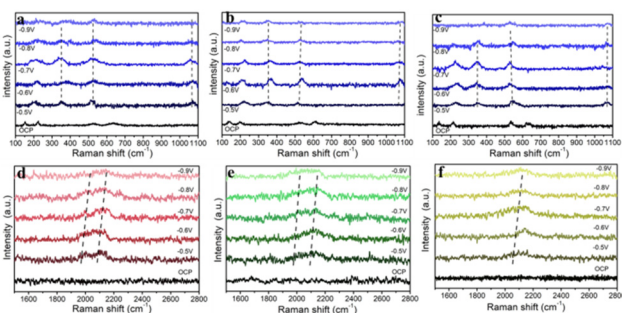 a
intensity (a.u.)
-0.9V
-0.8V
-0.7V
-0.6V
-0.5V
OCP
100 200 300 400 500 600 700 800 900 1000 1100
Raman shift (cm-1)
b
intensity (a.u.)
-0.9V
-0.8V
-0.7V
-0.6V
-0.5V
OCP
100 200 300 400 500 600 700 800 900 1000 1100
Raman shift (cm-1)
c
intensity (a.u.)
-0.9V
-0.8V
-0.7V
-0.6V
-0.5V
OCP
100 200 300 400 500 600 700 800 900 1000 1100
Raman shift (cm-1)
d
Intensity (a.u.)
-0.9V
-0.8V
-0.7V
-0.6V
-0.5V
OCP
1600 2000 2200 2400 2600 2800
Raman shift (cm-1)
e
Intensity (a.u.)
-0.9V
-0.8V
-0.7V
-0.6V
-0.5V
OCP
1600 2000 2200 2400 2600 2800
Raman shift (cm-1)
f
Intensity (a.u.)
-0.9V
-0.8V
-0.7V
-0.6V
-0.5V
OCP
1600 2000 2200 2400 2600 2800
Raman shift (cm-1)